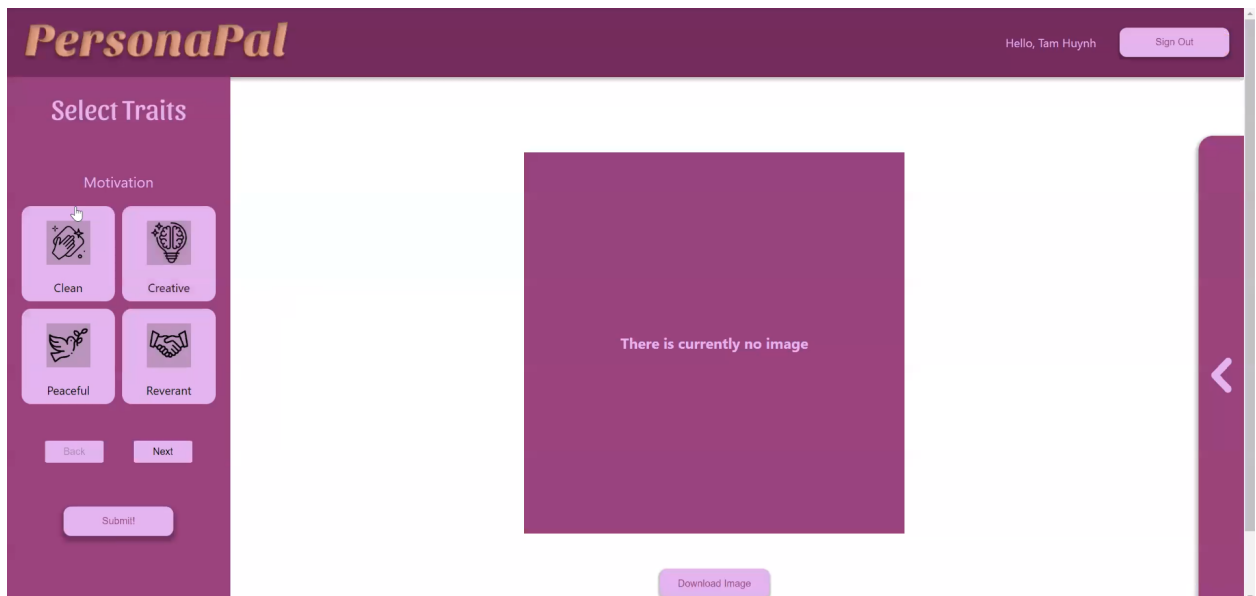 PersonaPal
Hello, Tam Huynh
Sign Out
Select Traits
Motivation
Clean
Creative
Peaceful
Reverant
Back
Next
Submit!
There is currently no image
Download Image